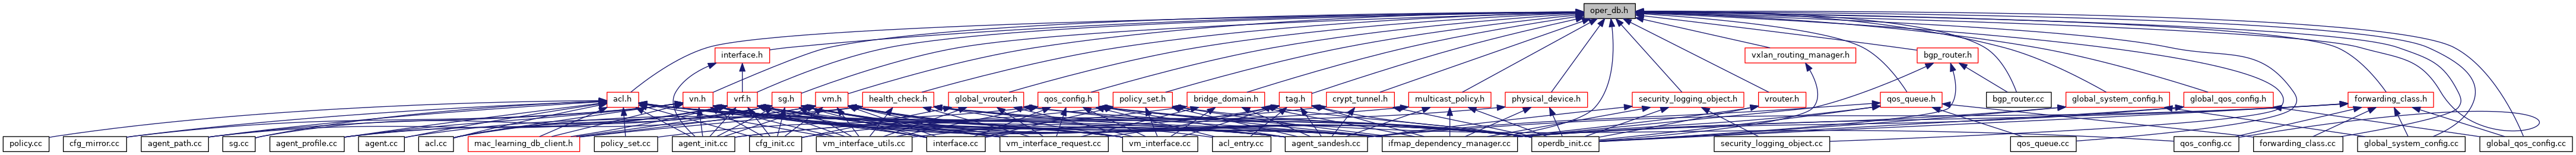 oper_db.h
interface.h
vxlan_routing_manager.h
bgp_router.h
acl.h
vn.h
vrf.h
sg.h
vm.h
health_check.h
global_vrouter.h
qos_config.h
policy_set.h
bridge_domain.h
tag.h
crypt_tunnel.h
multicast_policy.h
physical_device.h
security_logging_object.h
vrouter.h
qos_queue.h
bgp_router.cc
global_system_config.h
global_qos_config.h
forwarding_class.h
policy.cc
cfg_mirror.cc
agent_path.cc
sg.cc
agent_profile.cc
agent.cc
acl.cc
mac_learning_db_client.h
policy_set.cc
agent_init.cc
cfg_init.cc
vm_interface_utils.cc
interface.cc
vm_interface_request.cc
vm_interface.cc
acl_entry.cc
agent_sandesh.cc
ifmap_dependency_manager.cc
operdb_init.cc
security_logging_object.cc
qos_queue.cc
qos_config.cc
forwarding_class.cc
global_system_config.cc
global_qos_config.cc